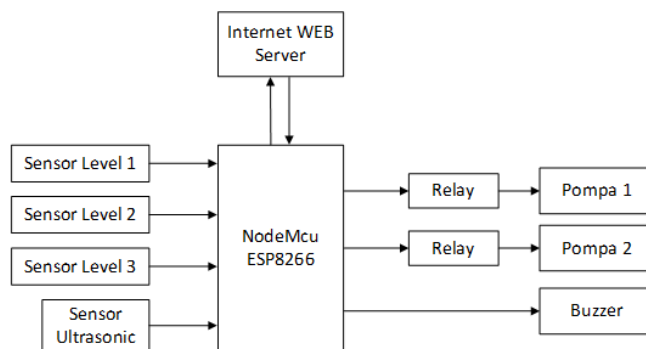 Internet WEB
Server
Sensor Level 1
Sensor Level 2
Sensor Level 3
Sensor
Ultrasonic
NodeMcu
ESP8266
Relay
Pompa 1
Relay
Pompa 2
Buzzer